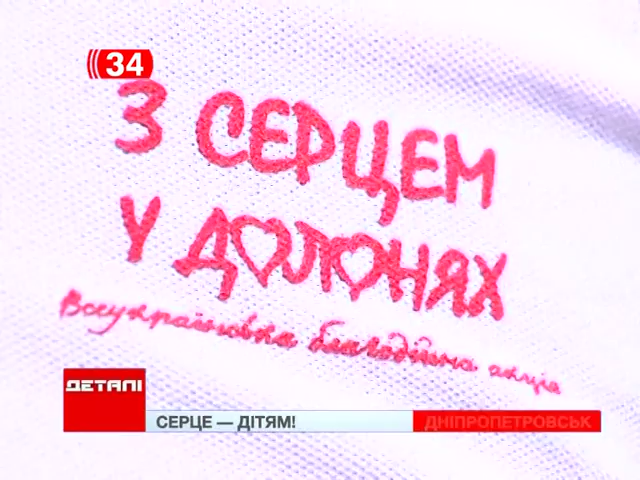 34
З СЕРЦЕМ
У ДОЛОНЯХ
Всеукраїнська благодійна акція
ДЕТАЛІ
СЕРЦЕ — ДІТЯМ!
ДНІПРОПЕТРОВСЬК